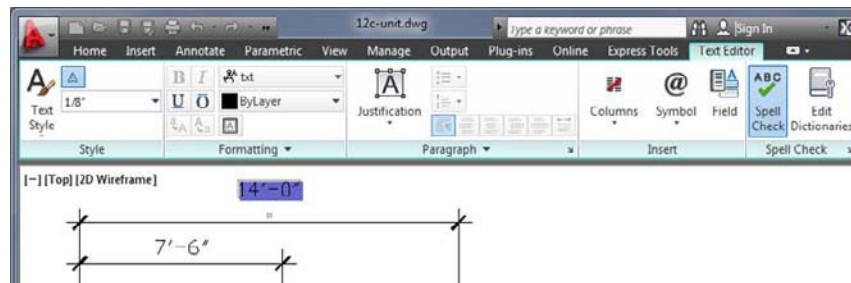 12c-unit.dwg Type a keyword or phrase Sign In
Home Insert Annotate Parametric View Manage Output Plug-ins Online Express Tools Text Editor
A A B I txt A Columns @ Symbol A Field ABC Spell Check Edit Dictionaries
Text Style 1/8" U O ByLayer Justification
Style Formatting Paragraph Insert Spell Check
[−] [Top] [2D Wireframe] 14'-0"
7'-6"